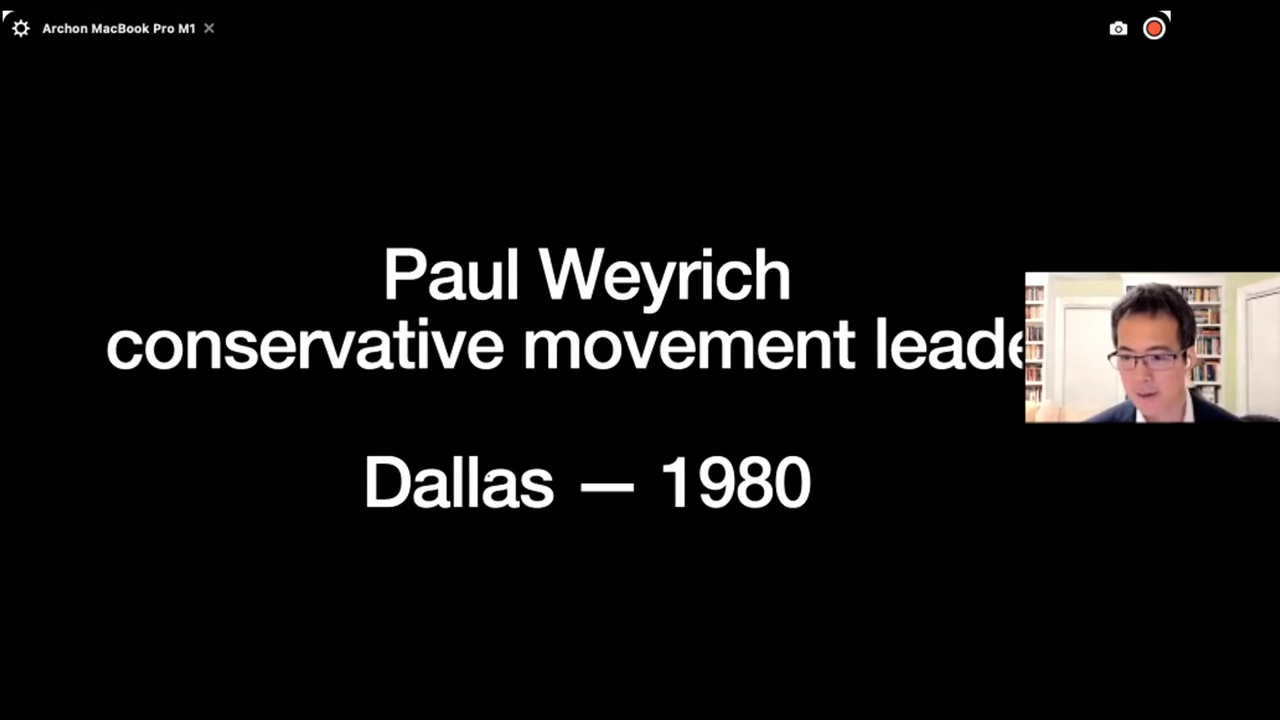 Archon MacBook Pro M1
Paul Weyrich
conservative movement leade
Dallas — 1980